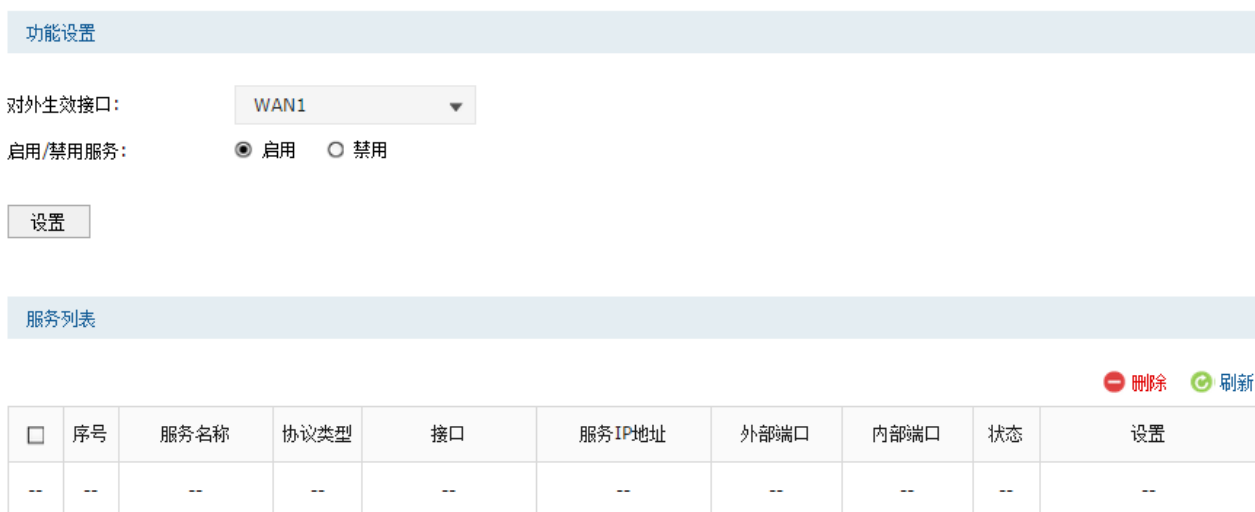 功能设置
对外生效接口: WAN1
启用/禁用服务: 启用 禁用
设置
服务列表
删除 刷新
序号 服务名称 协议类型 接口 服务IP地址 外部端口 内部端口 状态 设置
-- -- -- -- -- -- -- -- -- --